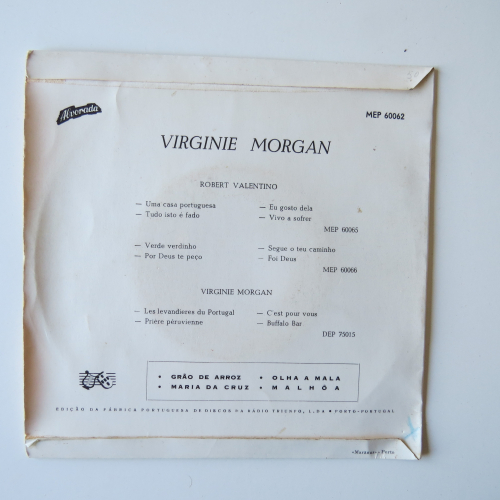 Alvorada
MEP 60062
VIRGINIE MORGAN
ROBERT VALENTINO
— Uma casa portuguesa — Eu gosto dela
— Tudo isto é fado — Vivo a sofrer
MEP 60065
— Verde verdinho — Segue o teu caminho
— Por Deus te peço — Foi Deus
MEP 60066
VIRGINIE MORGAN
— Les levandieres du Portugal — C'est pour vous
— Prière péruvienne — Buffalo Bar
DEP 75015
• GRÃO DE ARROZ • OLHA A MALA
• MARIA DA CRUZ • MALHÔA
EDIÇÃO DA FÁBRICA PORTUGUESA DE DISCOS DA RÁDIO TRIUNFO, L.DA • PORTO-PORTUGAL
Porto